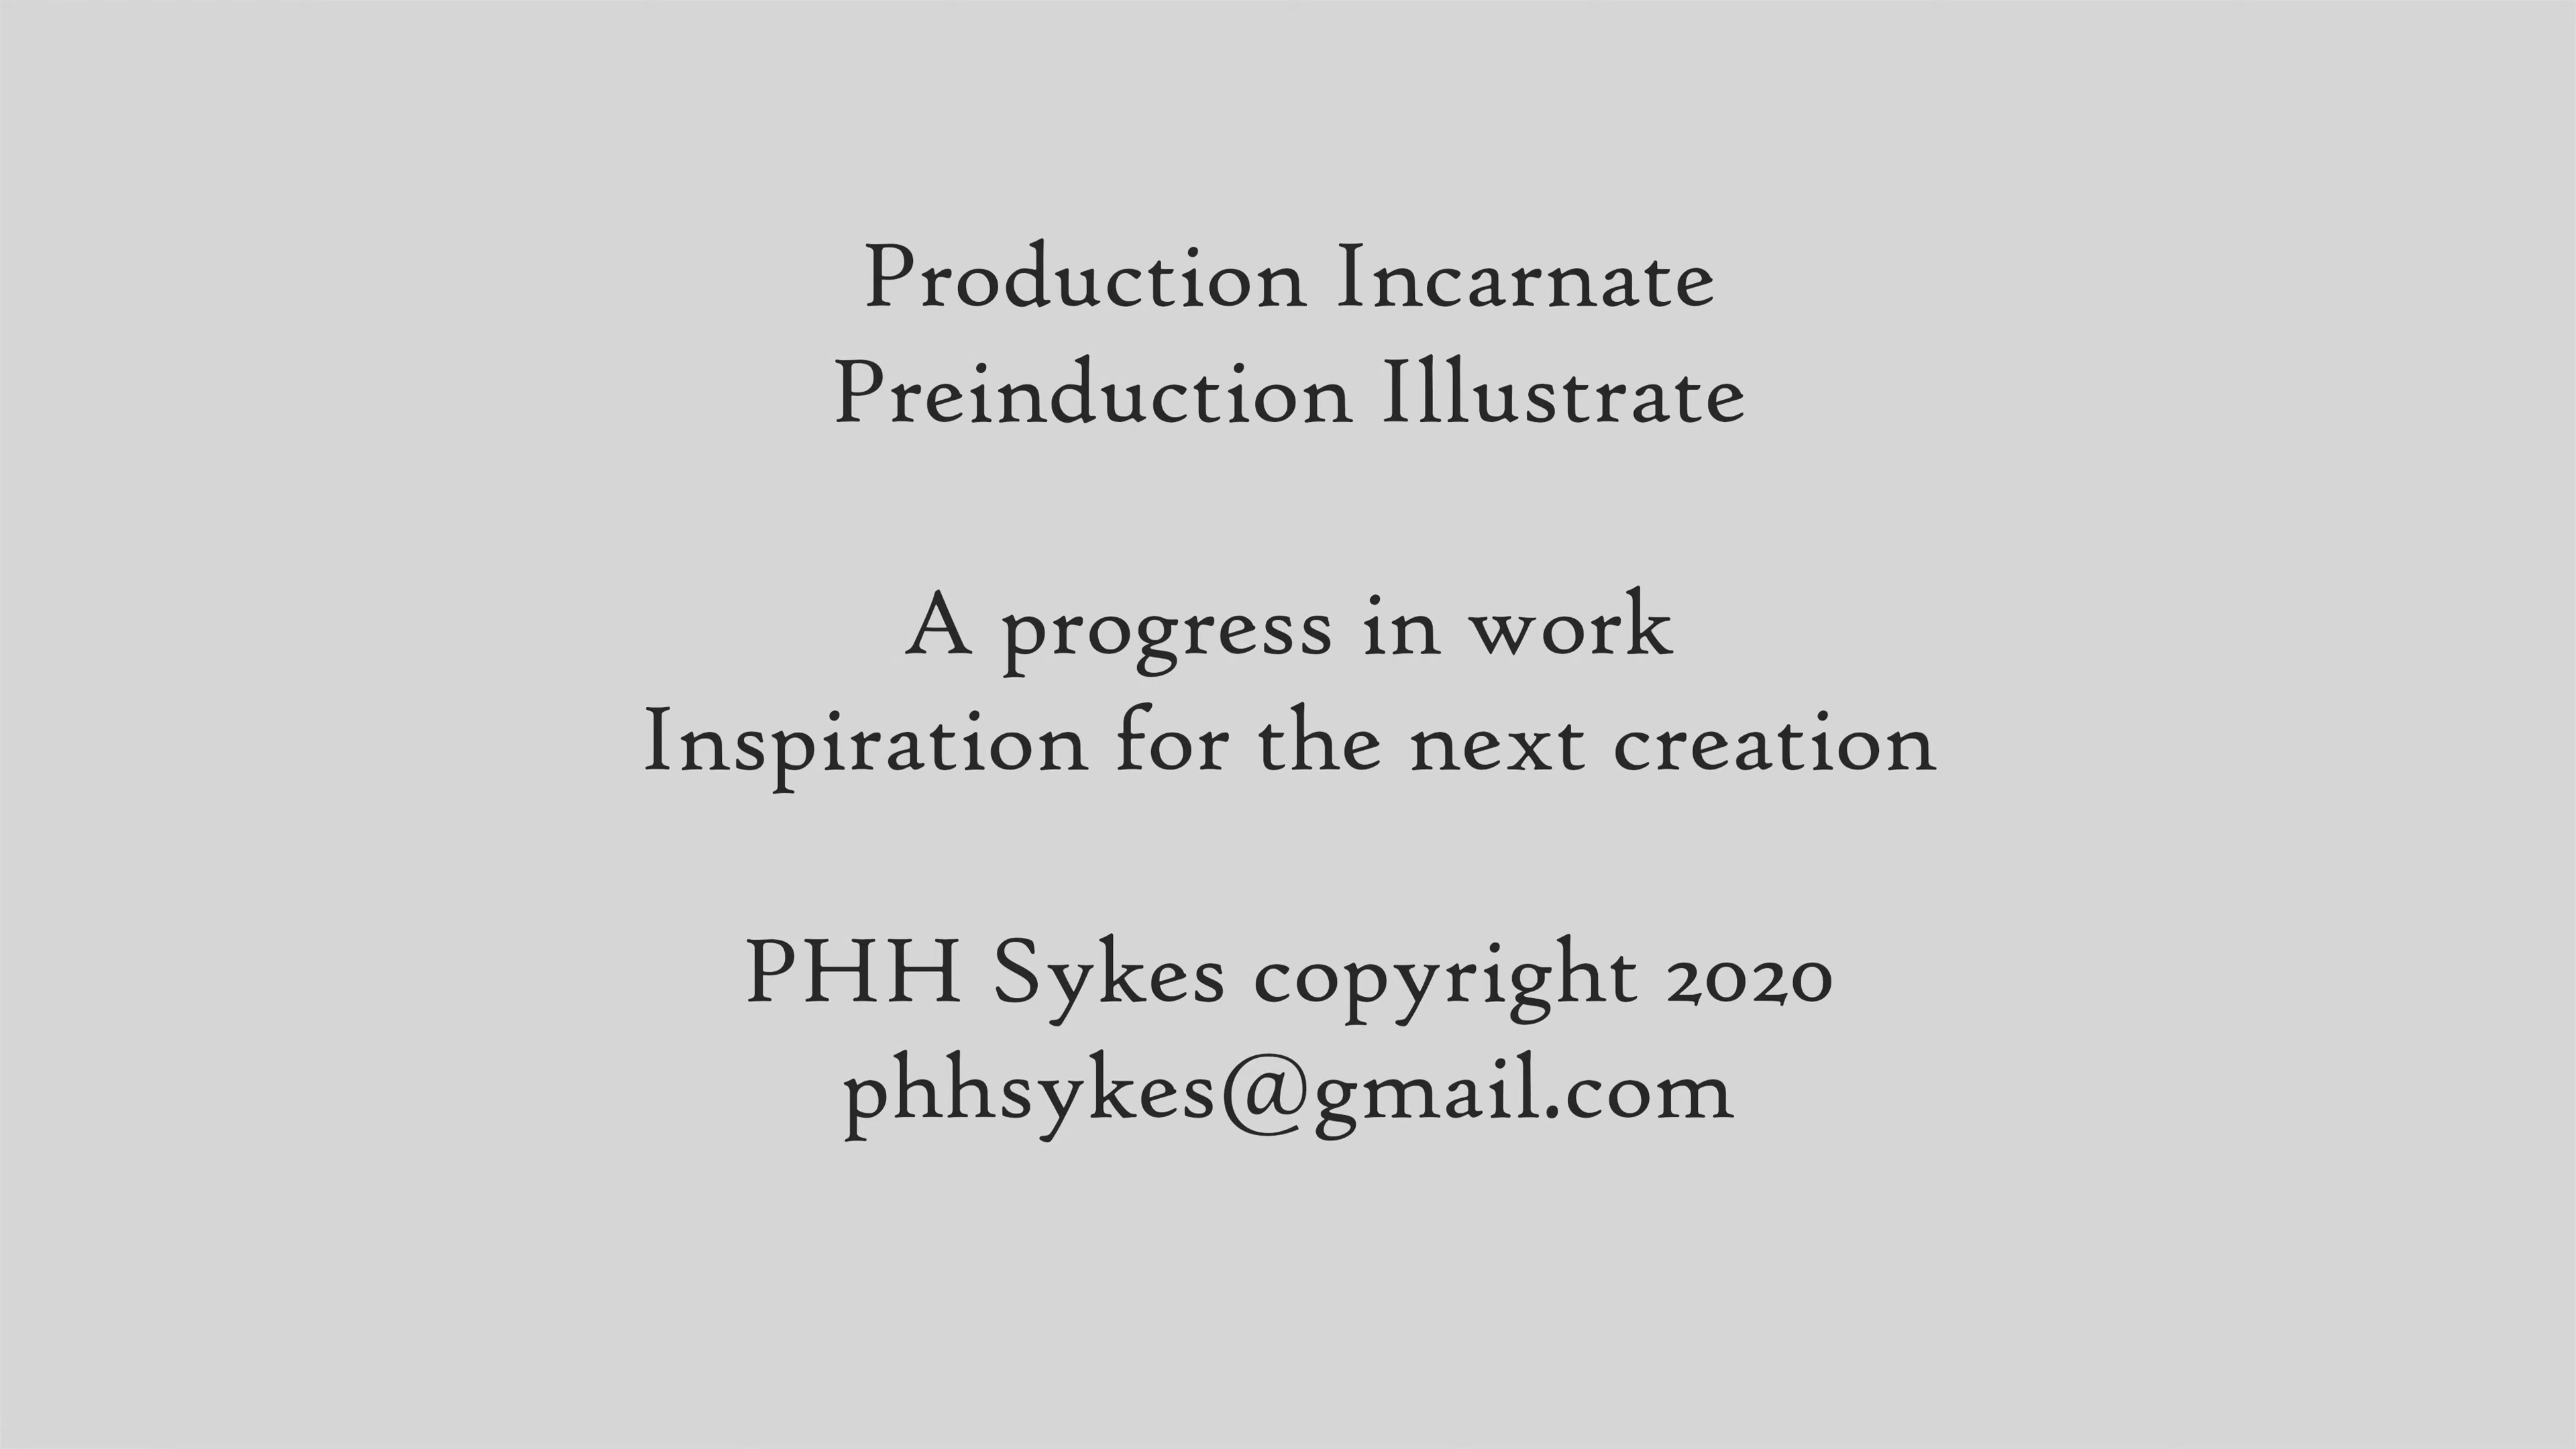 Production Incarnate
Preinduction Illustrate
A progress in work
Inspiration for the next creation
PHH Sykes copyright 2020
phhsykes@gmail.com